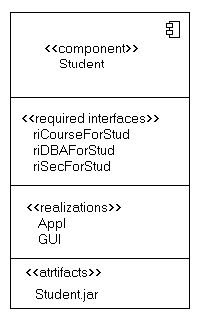 <<component>>
Student
<<required interfaces>>
riCourseForStud
riDBAForStud
riSecForStud
<<realizations>>
Appl
GUI
<<atrtifacts>>
Student.jar